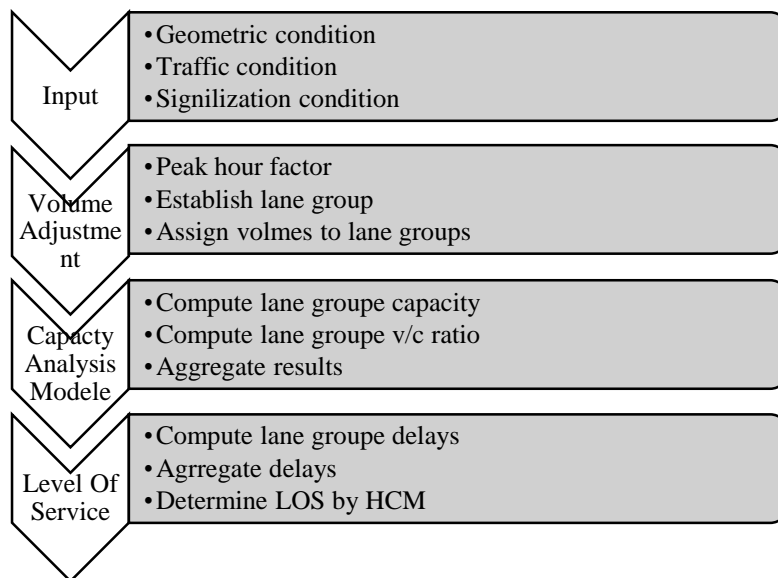 Input
•Geometric condition
•Traffic condition
•Signilization condition
Volume
Adjustme
nt
•Peak hour factor
•Establish lane group
•Assign volmes to lane groups
Capacty
Analysis
Modele
•Compute lane groupe capacity
•Compute lane groupe v/c ratio
•Aggregate results
Level Of
Service
•Compute lane groupe delays
•Agrregate delays
•Determine LOS by HCM